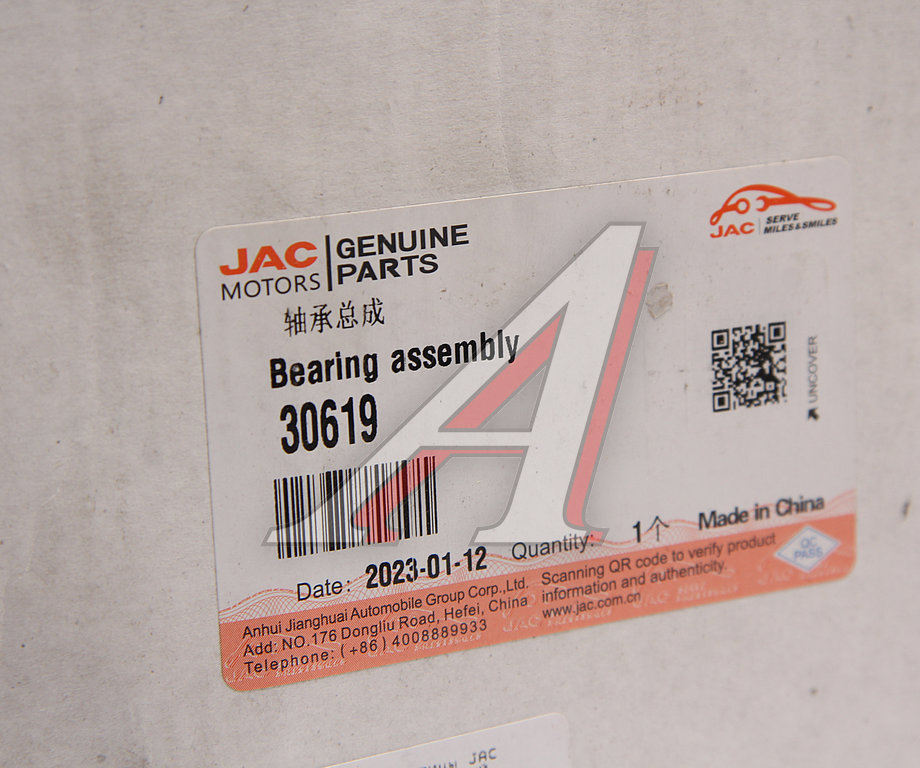 JAC
MOTORS
GENUINE
PARTS
JAC
SERVE
MILES&SMILES
轴承总成
Bearing assembly
30619
UNCOVER
Date: 2023-01-12
Quantity: 1个
Made in China
Anhui Jianghuai Automobile Group Corp.,Ltd.
Add: NO.176 Dongliu Road, Hefei, China
Telephone: (+86)4008889933
Scanning QR code to verify product
information and authenticity.
www.jac.com.cn
QC
PASS
JAC